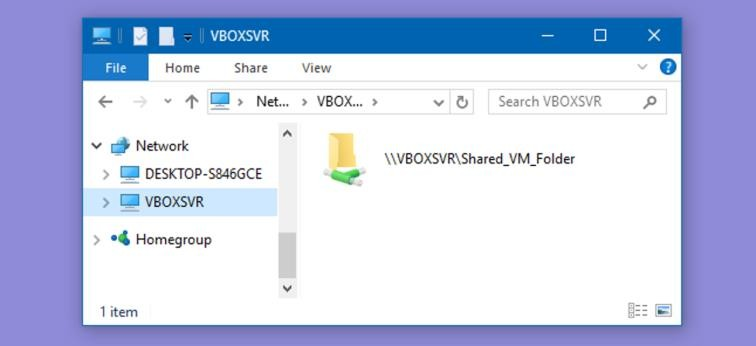 VBOXSVR
File Home Share View
Net... VBOX... Search VBOXSVR
Network
DESKTOP-S846GCE
VBOXSVR
Homegroup
\\VBOXSVR\Shared_VM_Folder
1 item